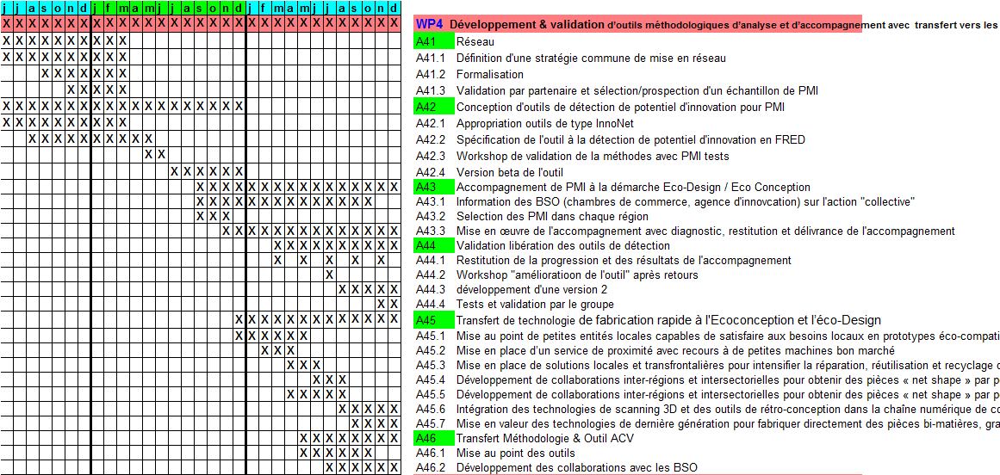 j j a s o n d j f m a m j j a s o n d j f m a m j j a s o n d
X X X X X X X X X X X X X X X X X X X X X X X X X X X X X X X WP4 Développement & validation d'outils méthodologiques d'analyse et d'accompagnement avec transfert vers les
X X X X X X X X X X A41 Réseau
X X X X X X X X X X A41.1 Définition d'une stratégie commune de mise en réseau
X X X X X X X A41.2 Formalisation
X X X X X A41.3 Validation par partenaire et sélection/prospection d'un échantillon de PMI
X X X X X X X X X X X X X X X X X X X A42 Conception d'outils de détection de potentiel d'innovation pour PMI
X X X X X X X X X X A42.1 Appropriation outils de type InnoNet
X X X X X X X X X X A42.2 Spécification de l'outil à la détection de potentiel d'innovation en FRED
X X A42.3 Workshop de validation de la méthodes avec PMI tests
X X X X X X A42.4 Version beta de l'outil
X X X X X X X X X X X X X X X X A43 Accompagnement de PMI à la démarche Eco-Design / Eco Conception
X X X X X X X X X X X X X X A43.1 Information des BSO (chambres de commerce, agence d'innovcation) sur l'action "collective"
X X X A43.2 Selection des PMI dans chaque région
X X X X X X X X X X X X X X A43.3 Mise en œuvre de l'accompagnement avec diagnostic, restitution et délivrance de l'accompagnement
X X X X X X X X X X A44 Validation libération des outils de détection
X X X X X A44.1 Restitution de la progression et des résultats de l'accompagnement
X A44.2 Workshop "amélioratioon de l'outil" après retours
X X X X X A44.3 développement d'une version 2
X X A44.4 Tests et validation par le groupe
X X X X X X X X X X X X X A45 Transfert de technologie de fabrication rapide à l'Ecoconception et l'éco-Design
X X X X X X A45.1 Mise au point de petites entités locales capables de satisfaire aux besoins locaux en prototypes éco-compati
X X X A45.2 Mise en place d'un service de proximité avec recours à de petites machines bon marché
X X X A45.3 Mise en place de solutions locales et transfontalières pour intensifier la réparation, réutilisation et recyclage d
X X X A45.4 Développement de collaborations inter-régions et intersectorielles pour obtenir des pièces « net shape » par p
X X X X X A45.5 Développement de collaborations inter-régions et intersectorielles pour obtenir des pièces « net shape » par p
X X X X X A45.6 Intégration des technologies de scanning 3D et des outils de rétro-conception dans la chaîne numérique de co
X X X X A45.7 Mise en valeur des technologies de dernière génération pour fabriquer directement des pièces bi-matières, gra
X X X X X X X X A46 Transfert Méthodologie & Outil ACV
X X X X X X A46.1 Mise au point des outils
X X X X X X A46.2 Développement des collaborations avec les BSO